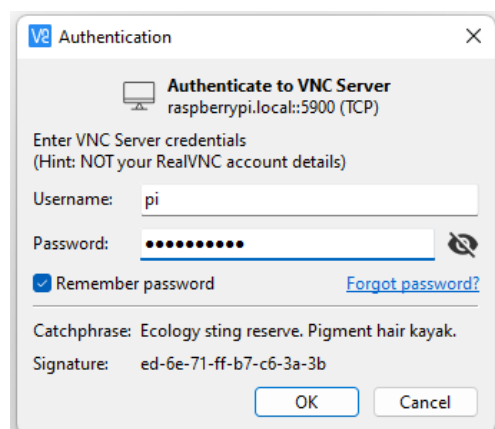 V2 Authentication
Authenticate to VNC Server
raspberrypi.local::5900 (TCP)
Enter VNC Server credentials
(Hint: NOT your RealVNC account details)
Username: pi
Password: ●●●●●●●●●●
Remember password Forgot password?
Catchphrase: Ecology sting reserve. Pigment hair kayak.
Signature: ed-6e-71-ff-b7-c6-3a-3b
OK Cancel